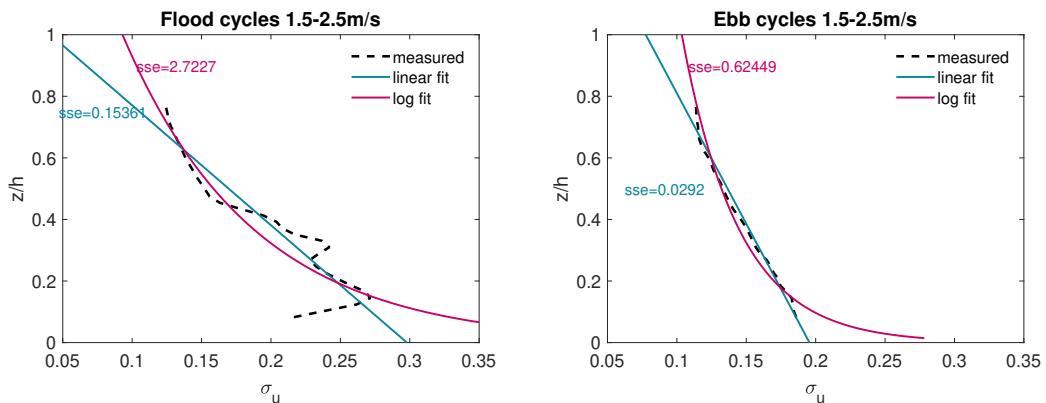 Flood cycles 1.5-2.5m/s
1
0.8
0.6
0.4
0.2
0
z/h
sse=2.7227
sse=0.15361
measured
linear fit
log fit
0.05
0.1
0.15
0.2
0.25
0.3
0.35
σu
Ebb cycles 1.5-2.5m/s
1
0.8
0.6
0.4
0.2
0
z/h
sse=0.62449
sse=0.0292
measured
linear fit
log fit
0.05
0.1
0.15
0.2
0.25
0.3
0.35
σu